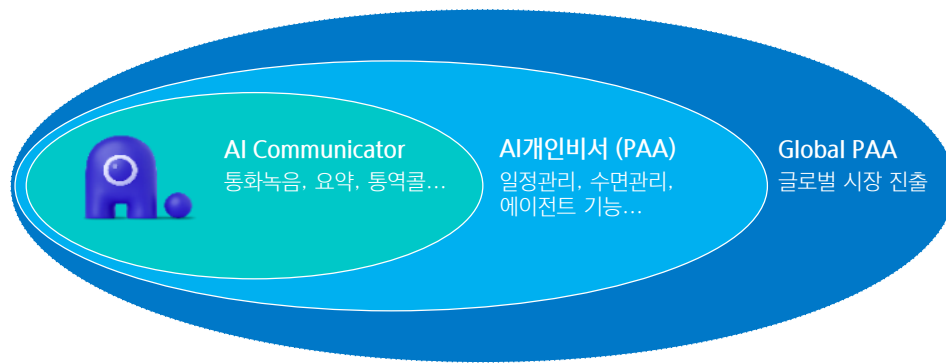 AI Communicator
통화녹음, 요약, 통역콜...
AI개인비서 (PAA)
일정관리, 수면관리,
에이전트 기능...
Global PAA
글로벌 시장 진출